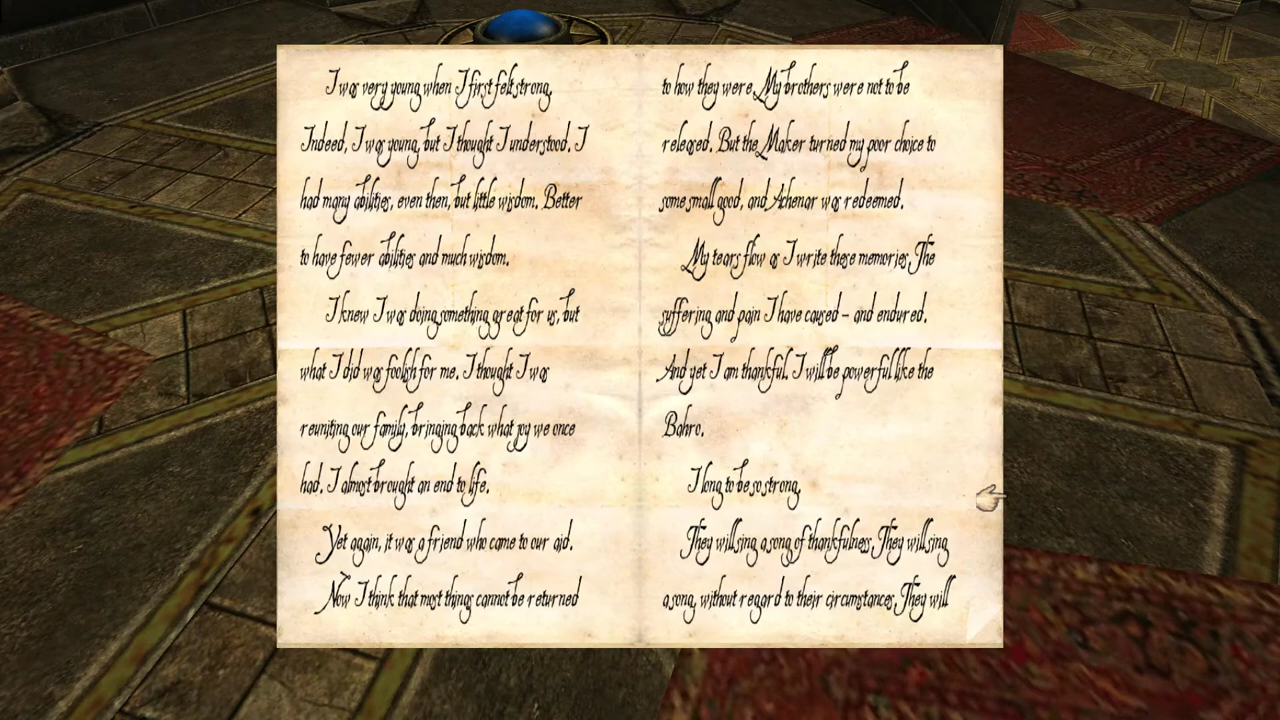 I was very young when I first felt strong.
Indeed, I was young, but I thought I understood. I
had many abilities, even then, but little wisdom. Better
to have fewer abilities and much wisdom.
I knew I was doing something great for us, but
what I did was foolish for me. I thought I was
reuniting our family, bringing back what joy we once
had. I almost brought an end to life.
Yet again, it was a friend who came to our aid.
Now I think that most things cannot be returned
to how they were. My brothers were not to be
released. But the Maker turned my poor choice to
some small good, and Achenar was redeemed.
My tears flow as I write these memories. The
suffering and pain I have caused – and endured.
And yet I am thankful. I will be powerful like the
Bahro.
I long to be so strong.
They will sing a song of thankfulness. They will sing
a song, without regard to their circumstances. They will